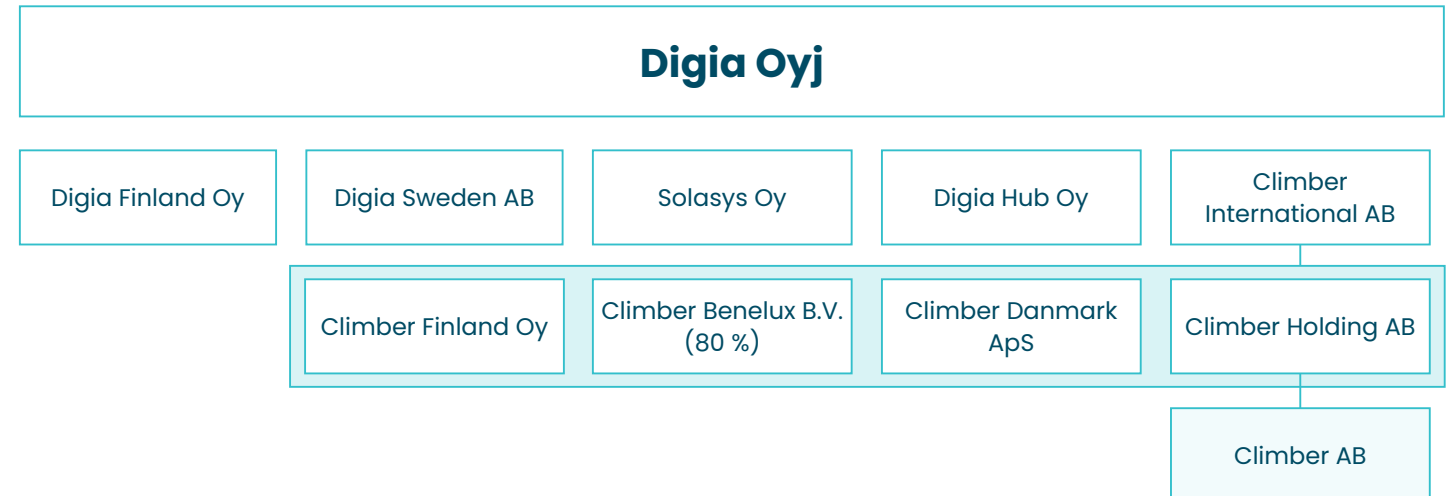 Digia Oyj
Digia Finland Oy
Digia Sweden AB
Solasys Oy
Digia Hub Oy
Climber
International AB
Climber Finland Oy
Climber Benelux B.V.
(80 %)
Climber Danmark
ApS
Climber Holding AB
Climber AB